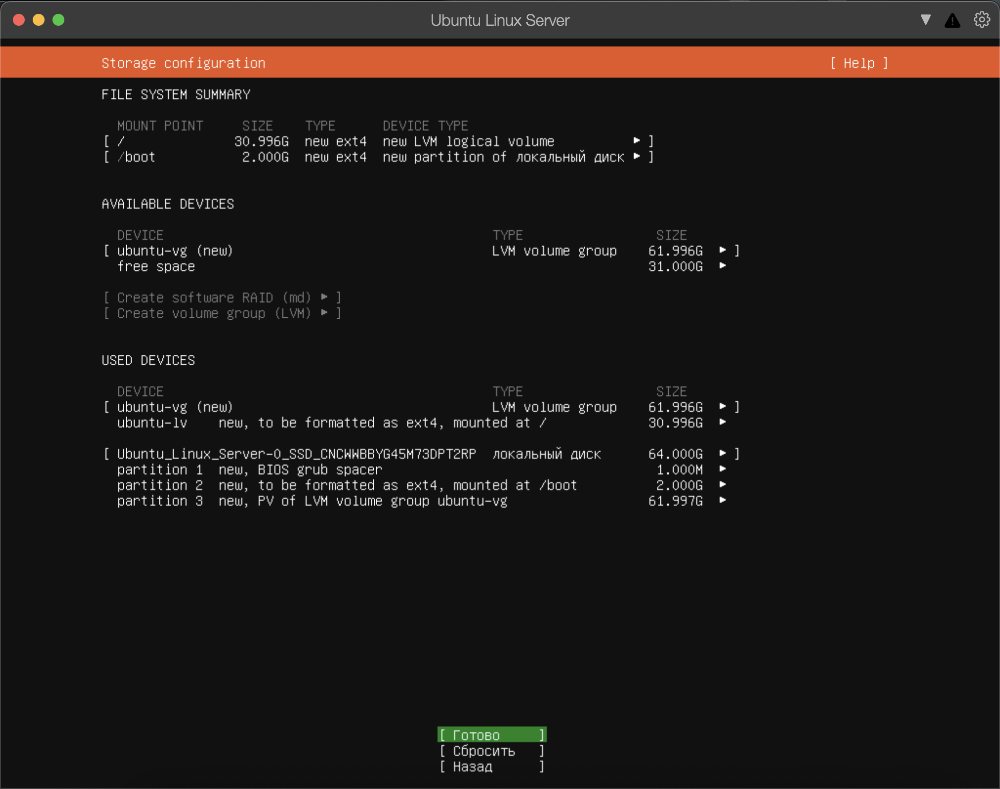 Ubuntu Linux Server
Storage configuration [ Help ]
FILE SYSTEM SUMMARY
MOUNT POINT SIZE TYPE DEVICE TYPE
[ / 30.996G new ext4 new LVM logical volume ▸ ]
[ /boot 2.000G new ext4 new partition of локальный диск ▸ ]
AVAILABLE DEVICES
DEVICE TYPE SIZE
[ ubuntu-vg (new) LVM volume group 61.996G ▸ ]
free space 31.000G ▸
[ Create software RAID (md) ▸ ]
[ Create volume group (LVM) ▸ ]
USED DEVICES
DEVICE TYPE SIZE
[ ubuntu-vg (new) LVM volume group 61.996G ▸ ]
ubuntu-lv new, to be formatted as ext4, mounted at / 30.996G ▸
[ Ubuntu_Linux_Server-0_SSD_CNCWWBBYG45M73DPT2RP локальный диск 64.000G ▸ ]
partition 1 new, BIOS grub spacer 1.000M ▸
partition 2 new, to be formatted as ext4, mounted at /boot 2.000G ▸
partition 3 new, PV of LVM volume group ubuntu-vg 61.997G ▸
[ Готово ]
[ Сбросить ]
[ Назад ]